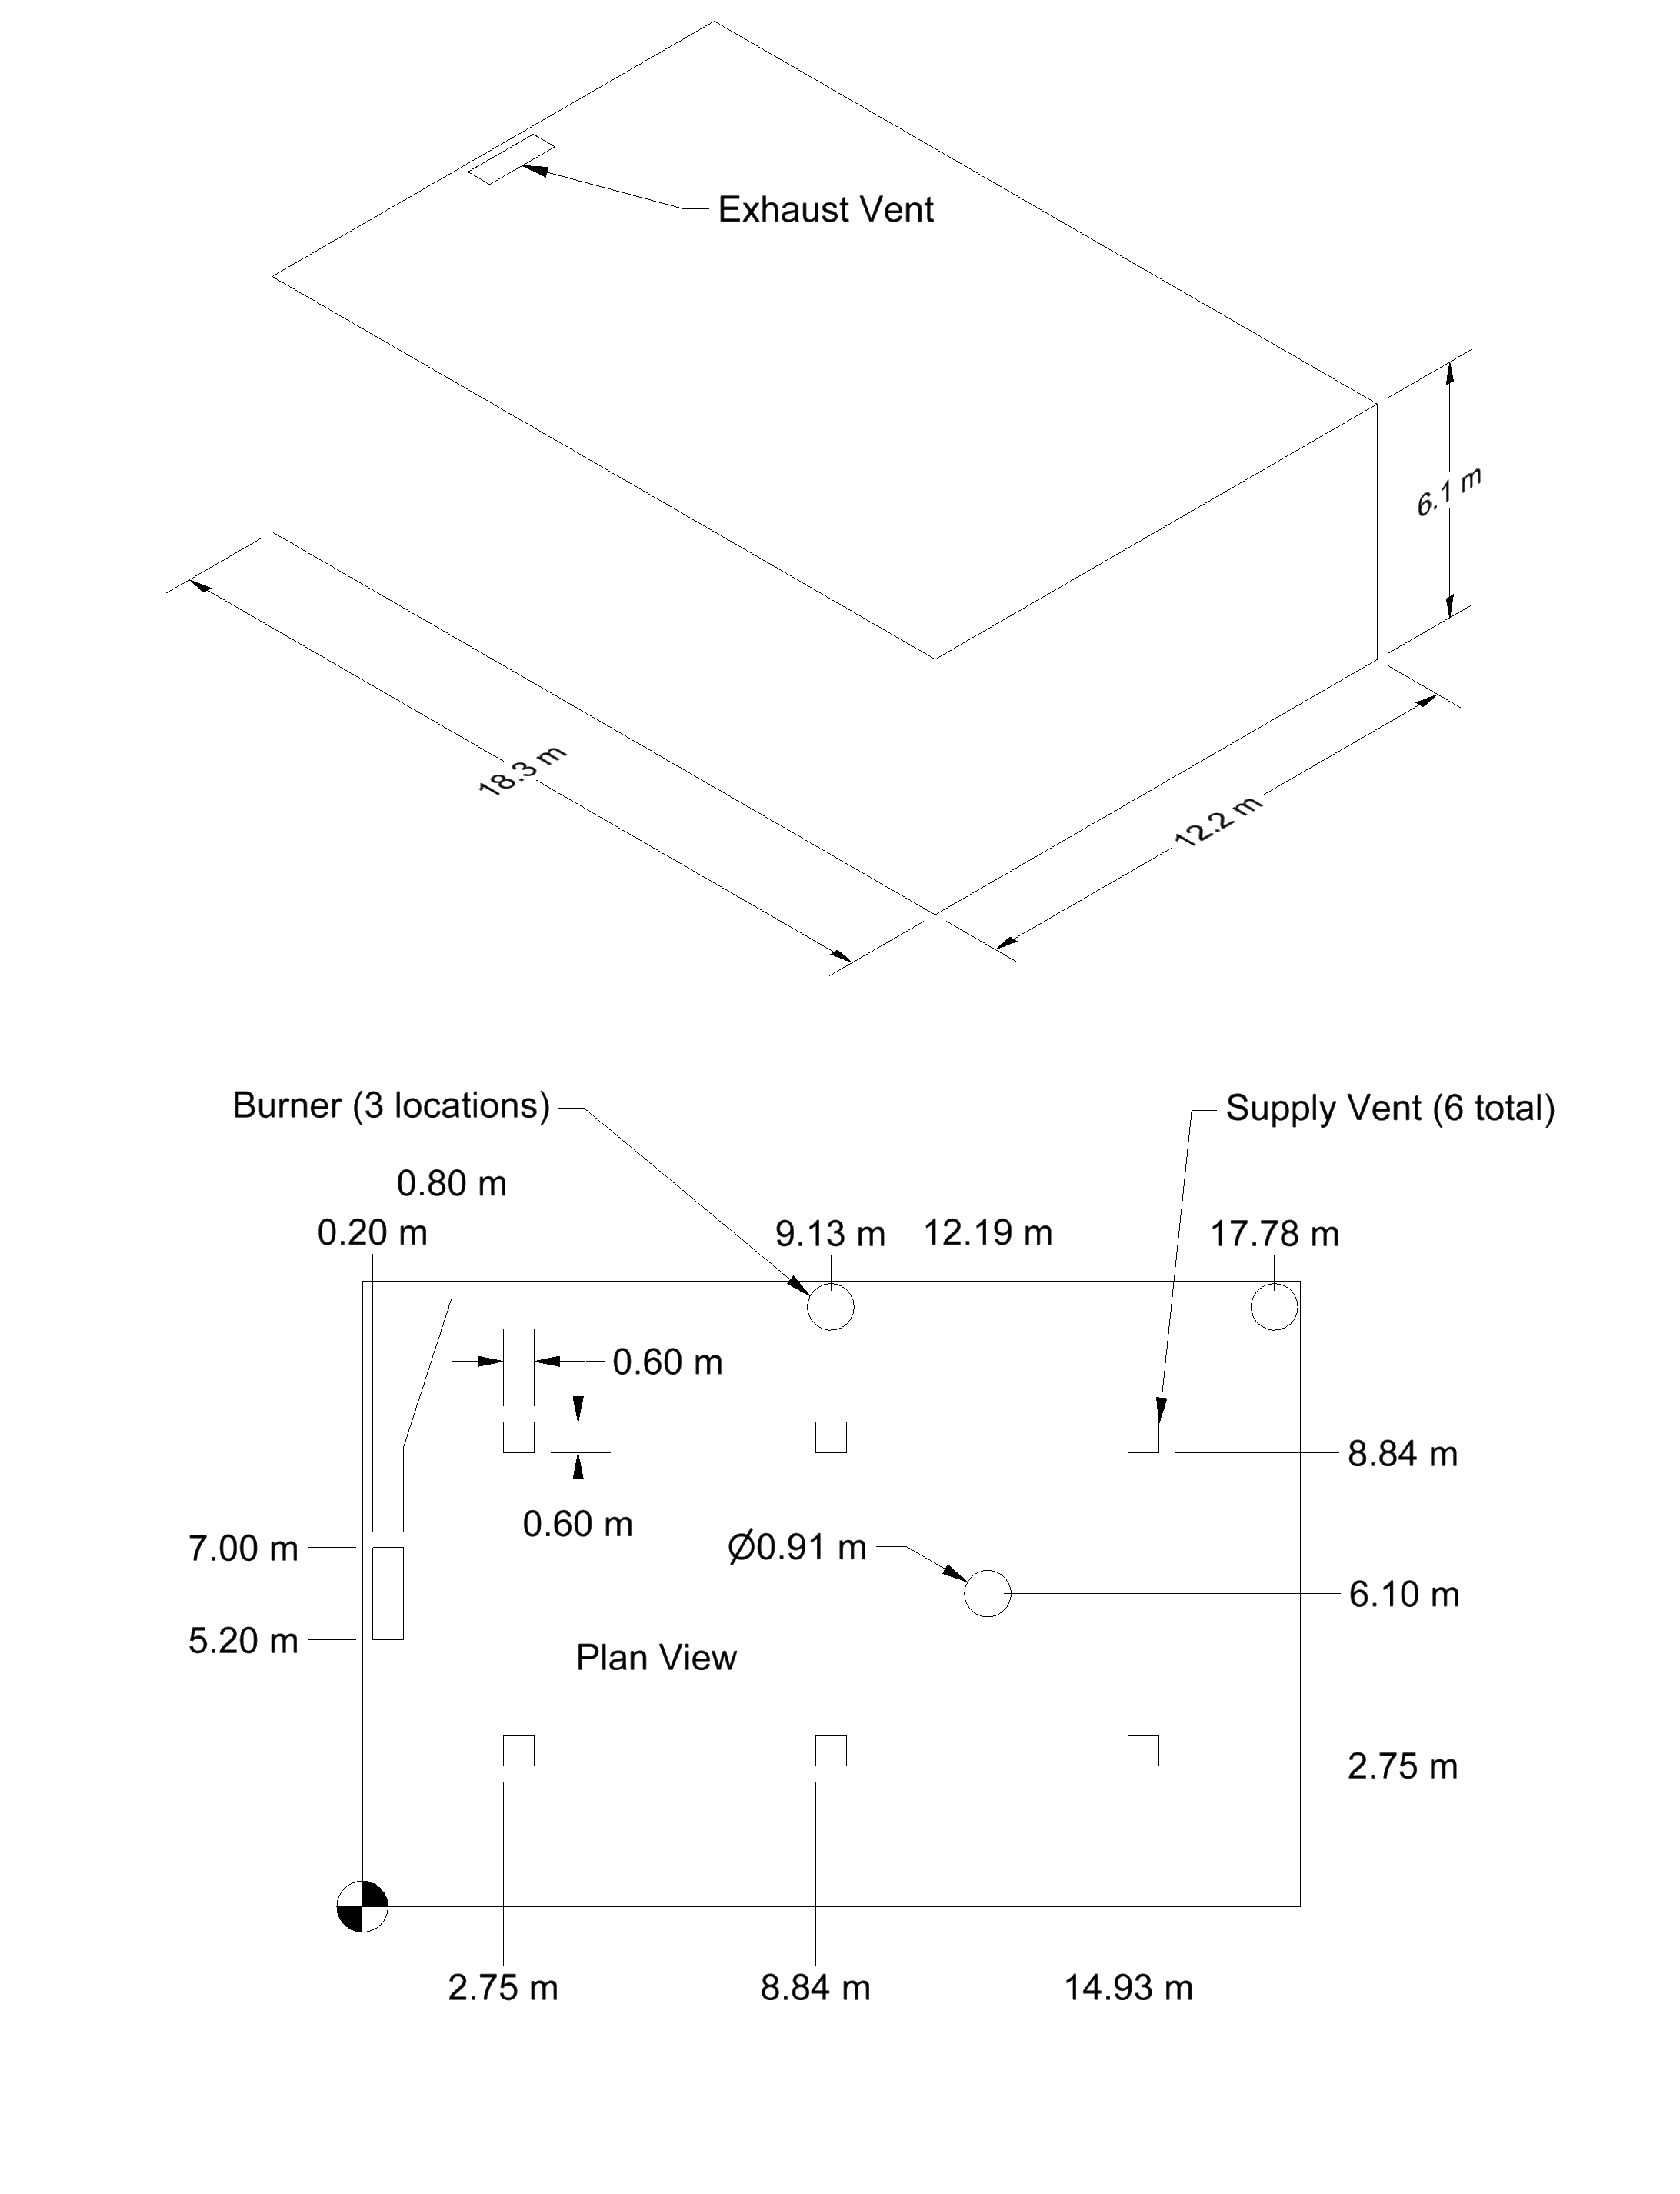 Exhaust Vent
6.1 m
18.3 m
12.2 m
Burner (3 locations)
Supply Vent (6 total)
0.80 m
0.20 m
9.13 m
12.19 m
17.78 m
0.60 m
8.84 m
0.60 m
7.00 m
Ø0.91 m
6.10 m
5.20 m
Plan View
2.75 m
2.75 m
8.84 m
14.93 m